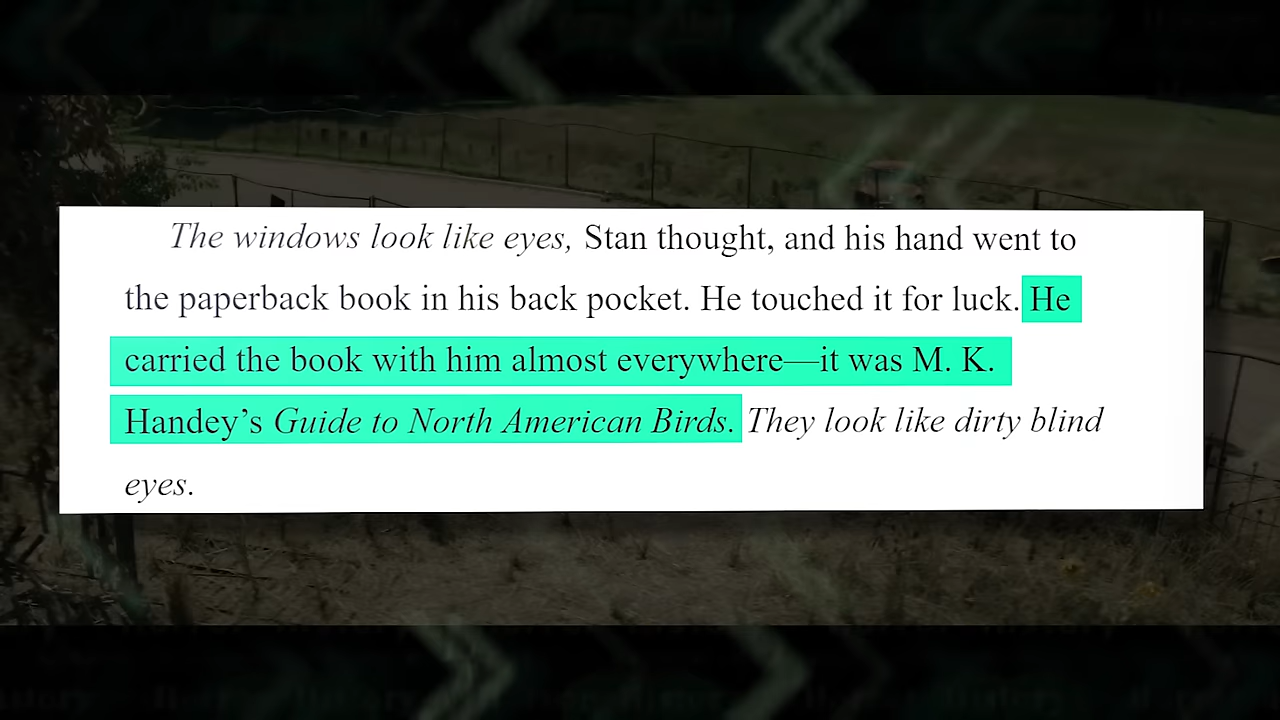 The windows look like eyes, Stan thought, and his hand went to
the paperback book in his back pocket. He touched it for luck. He
carried the book with him almost everywhere—it was M. K.
Handey’s Guide to North American Birds. They look like dirty blind
eyes.